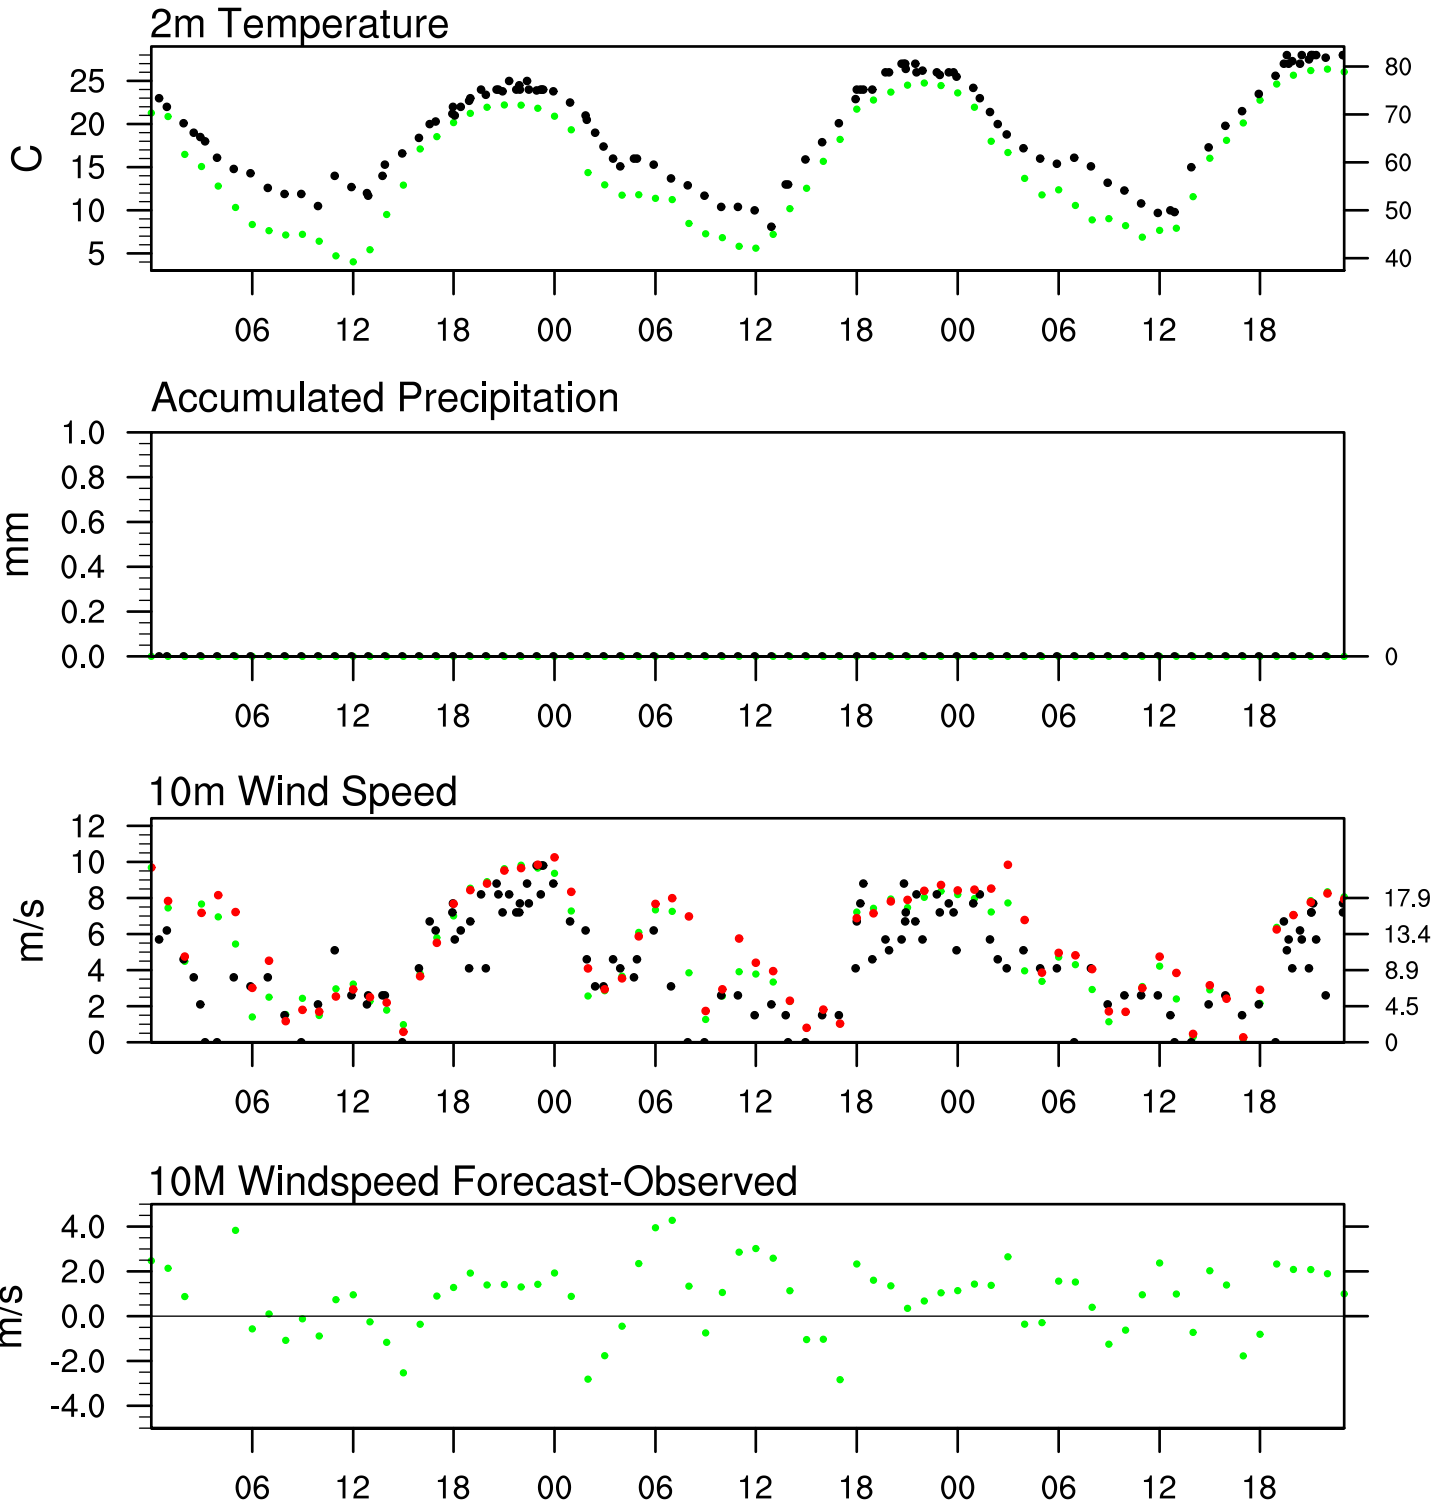 2m Temperature
C
25
20
15
10
5
80
70
60
50
40
06 12 18 00 06 12 18 00 06 12 18
Accumulated Precipitation
mm
1.0
0.8
0.6
0.4
0.2
0.0
0
06 12 18 00 06 12 18 00 06 12 18
10m Wind Speed
m/s
12
10
8
6
4
2
0
17.9
13.4
8.9
4.5
0
06 12 18 00 06 12 18 00 06 12 18
10M Windspeed Forecast-Observed
m/s
4.0
2.0
0.0
-2.0
-4.0
06 12 18 00 06 12 18 00 06 12 18